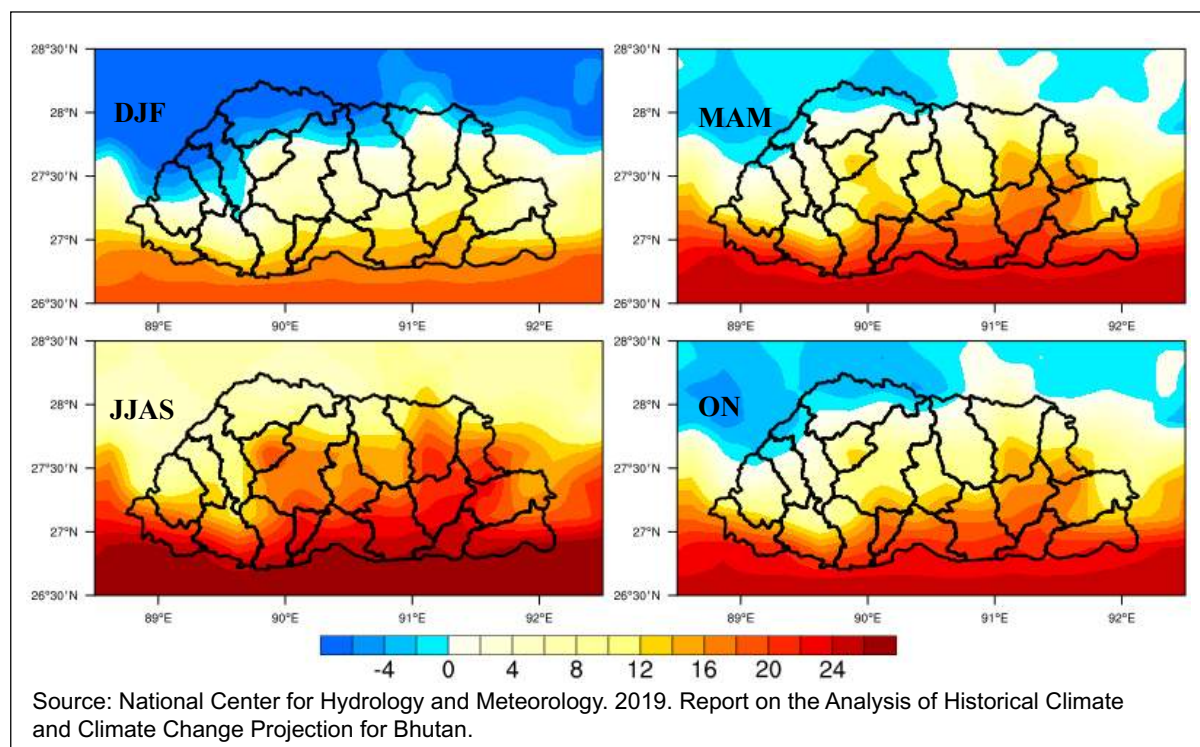 28°30′N
28°N
27°30′N
27°N
26°30′N
DJF
89°E 90°E 91°E 92°E
28°30′N
28°N
27°30′N
27°N
26°30′N
MAM
89°E 90°E 91°E 92°E
28°30′N
28°N
27°30′N
27°N
26°30′N
JJAS
89°E 90°E 91°E 92°E
28°30′N
28°N
27°30′N
27°N
26°30′N
ON
89°E 90°E 91°E 92°E
-4 0 4 8 12 16 20 24
Source: National Center for Hydrology and Meteorology. 2019. Report on the Analysis of Historical Climate
and Climate Change Projection for Bhutan.